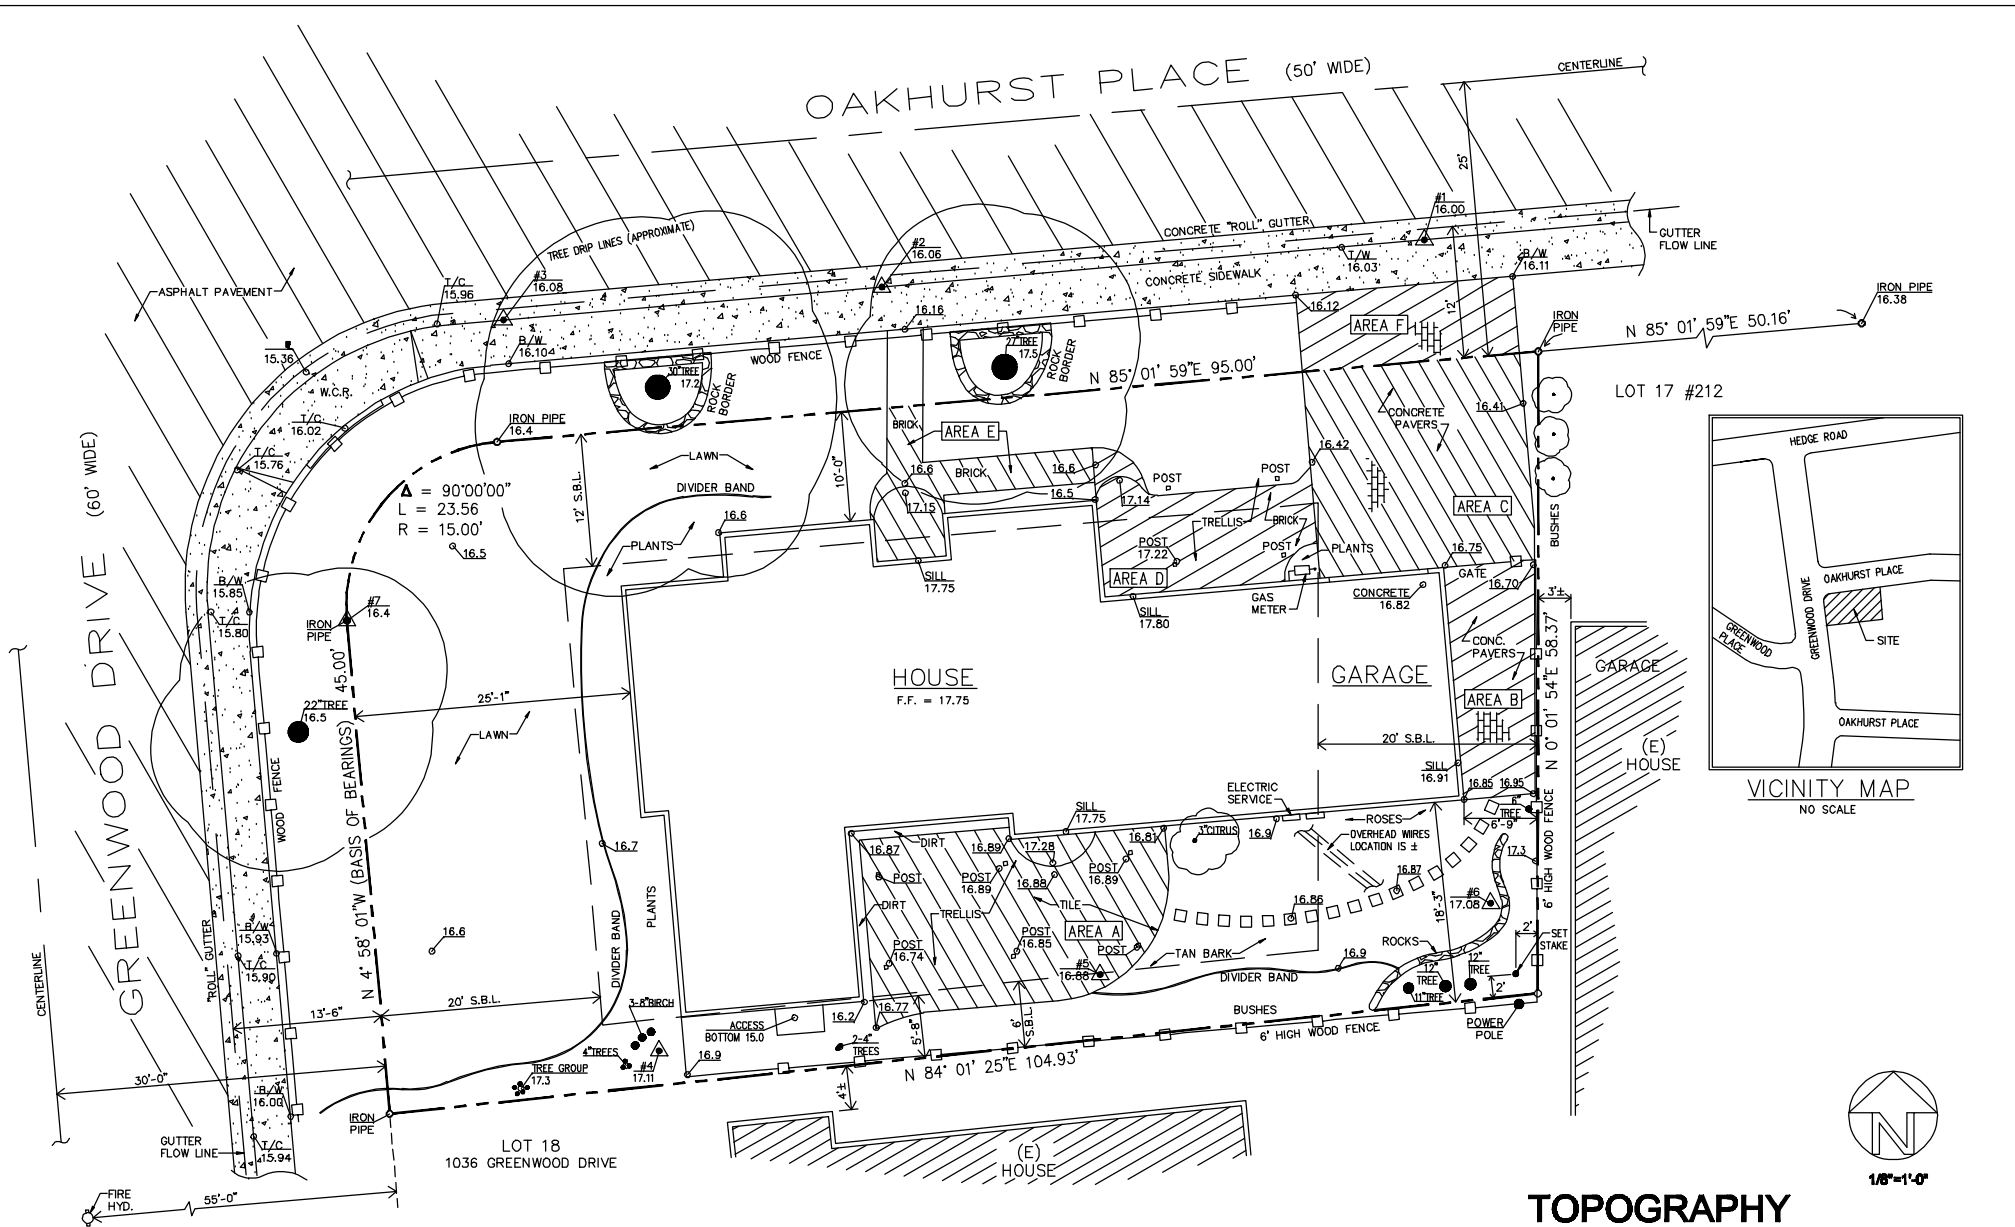 OAKHURST PLACE (50' WIDE)
CENTERLINE
25'
#1
16.00
CONCRETE "ROLL" GUTTER
GUTTER
FLOW LINE
TREE DRIP LINES (APPROXIMATE)
#2
16.06
T/W
16.03
B/W
16.11
12'
CONCRETE SIDEWALK
ASPHALT PAVEMENT
T/C
15.96
#3
16.08
16.12
16.16
AREA F
IRON
PIPE
IRON PIPE
16.38
N 85° 01' 59"E 50.16'
15.36
B/W
16.10
WOOD FENCE
27"TREE
17.5
ROCK
BORDER
30"TREE
17.2
ROCK
BORDER
N 85° 01' 59"E 95.00'
W.C.R.
LOT 17 #212
T/C
16.02
IRON PIPE
16.4
BRICK
AREA E
CONCRETE
PAVERS
16.41
T/C
15.76
LAWN
16.42
12' S.B.L.
10'-0"
16.6
BRICK
16.6
POST
POST
DIVIDER BAND
Δ = 90°00'00"
L = 23.56
R = 15.00'
16.5
17.14
17.15
AREA C
BUSHES
16.5
16.6
PLANTS
TRELLIS
BRICK
POST
17.22
POST
PLANTS
16.75
GATE
16.70
SILL
17.75
AREA D
GAS
METER
CONCRETE
16.82
SILL
17.80
3'±
B/W
15.85
T/C
15.80
#7
16.4
IRON
PIPE
GREENWOOD DRIVE (60' WIDE)
CONC.
PAVERS
GARAGE
HOUSE
F.F. = 17.75
GARAGE
AREA B
N 0° 01' 54"E 58.37'
25'-1"
22"TREE
16.5
LAWN
20' S.B.L.
(E)
HOUSE
SILL
16.91
16.85
16.95
6"
TREE
6'-9"
ELECTRIC
SERVICE
ROSES
OVERHEAD WIRES
LOCATION IS ±
WOOD FENCE
N 4° 58' 01"W (BASIS OF BEARINGS) 45.00'
SILL
17.75
3"CITRUS
16.9
16.81
DIRT
16.87
16.89
17.28
16.7
POST
POST
16.89
16.88
POST
16.89
16.87
17.3
6' HIGH WOOD FENCE
PLANTS
DIRT
TRELLIS
TILE
AREA A
16.86
18'-3"
#6
17.08
2'
SET
STAKE
16.6
POST
16.74
POST
16.85
POST
TAN BARK
ROCKS
#5
16.88
16.9
DIVIDER BAND
12"
TREE
12"
TREE
11"TREE
2'
B/W
15.93
T/C
15.90
"ROLL" GUTTER
CENTERLINE
DIVIDER BAND
13'-6"
20' S.B.L.
3-8"BIRCH
ACCESS
BOTTOM 15.0
16.2
16.77
5'-8"
6'
S.B.L.
BUSHES
6' HIGH WOOD FENCE
POWER
POLE
4"TREES
#4
17.11
16.9
2-4"
TREES
TREE GROUP
17.3
N 84° 01' 25"E 104.93'
4'±
30'-0"
B/W
16.00
IRON
PIPE
GUTTER
FLOW LINE
T/C
15.94
LOT 18
1036 GREENWOOD DRIVE
(E)
HOUSE
FIRE
HYD.
55'-0"
HEDGE ROAD
OAKHURST PLACE
GREENWOOD DRIVE
GREENWOOD
PLACE
SITE
OAKHURST PLACE
VICINITY MAP
NO SCALE
N
1/8"=1'-0"
TOPOGRAPHY